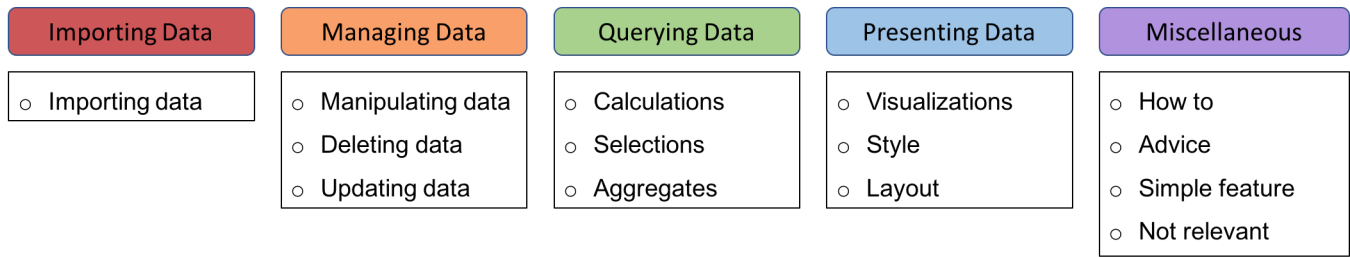 Importing Data
Importing data
Managing Data
Manipulating data
Deleting data
Updating data
Querying Data
Calculations
Selections
Aggregates
Presenting Data
Visualizations
Style
Layout
Miscellaneous
How to
Advice
Simple feature
Not relevant